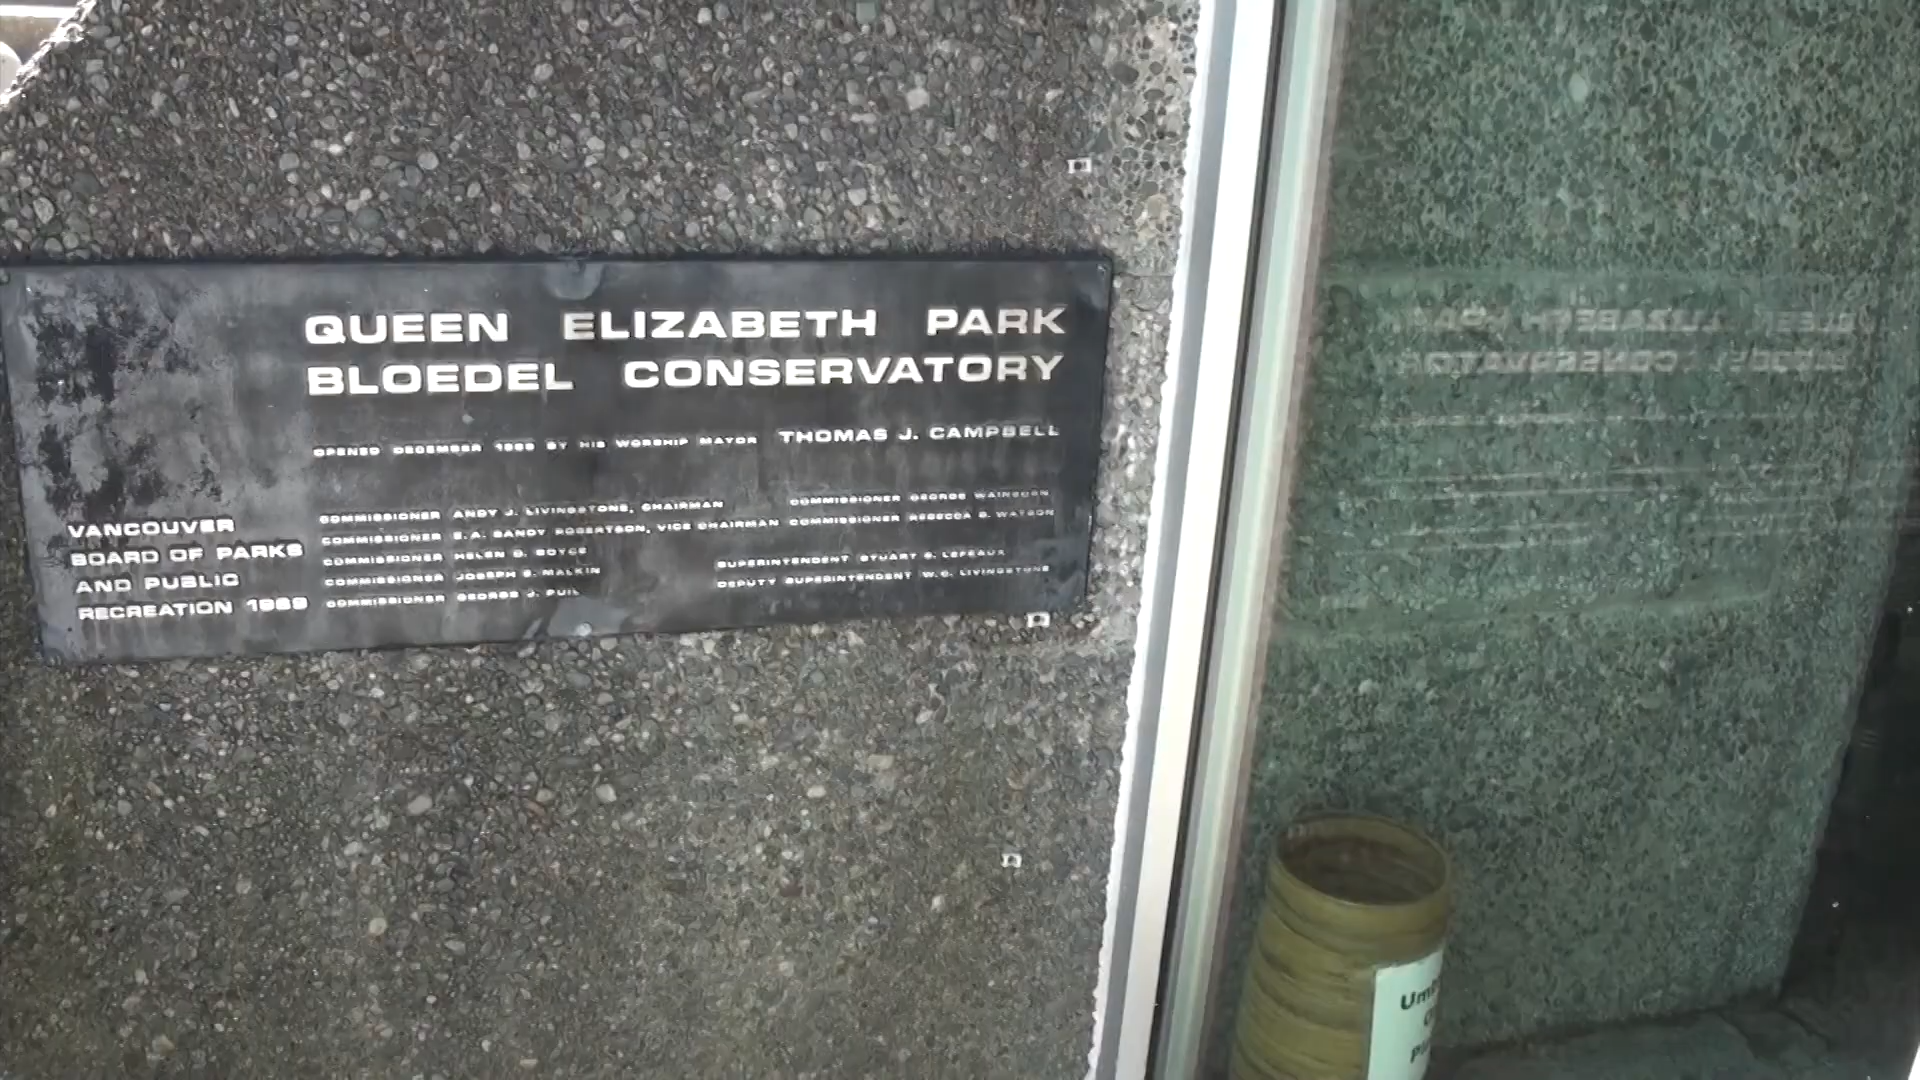 QUEEN ELIZABETH PARK
BLOEDEL CONSERVATORY
OPENED DECEMBER 1969 BY HIS WORSHIP MAYOR THOMAS J. CAMPBELL
VANCOUVER
BOARD OF PARKS
AND PUBLIC
RECREATION 1969
COMMISSIONER ANDY J. LIVINGSTONE, CHAIRMAN
COMMISSIONER E.A. SANDY ROBERTSON, VICE CHAIRMAN
COMMISSIONER HELEN D. BOYCE
COMMISSIONER JOSEPH S. MALKIN
COMMISSIONER GEORGE J. PUIL
COMMISSIONER GEORGE WAINBORN
COMMISSIONER REBECCA B. WATSON
SUPERINTENDENT STUART S. LEFEAUX
DEPUTY SUPERINTENDENT W.C. LIVINGSTONE